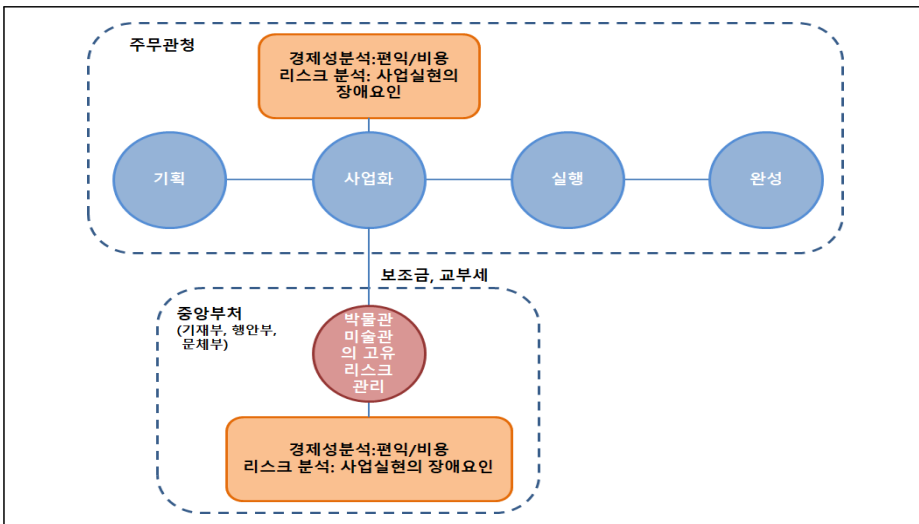 주무관청
경제성분석:편익/비용
리스크 분석: 사업실현의
장애요인
기획
사업화
실행
완성
보조금, 교부세
중앙부처
(기재부, 행안부,
문체부)
박물관
미술관
의 고유
리스크
관리
경제성분석:편익/비용
리스크 분석: 사업실현의 장애요인